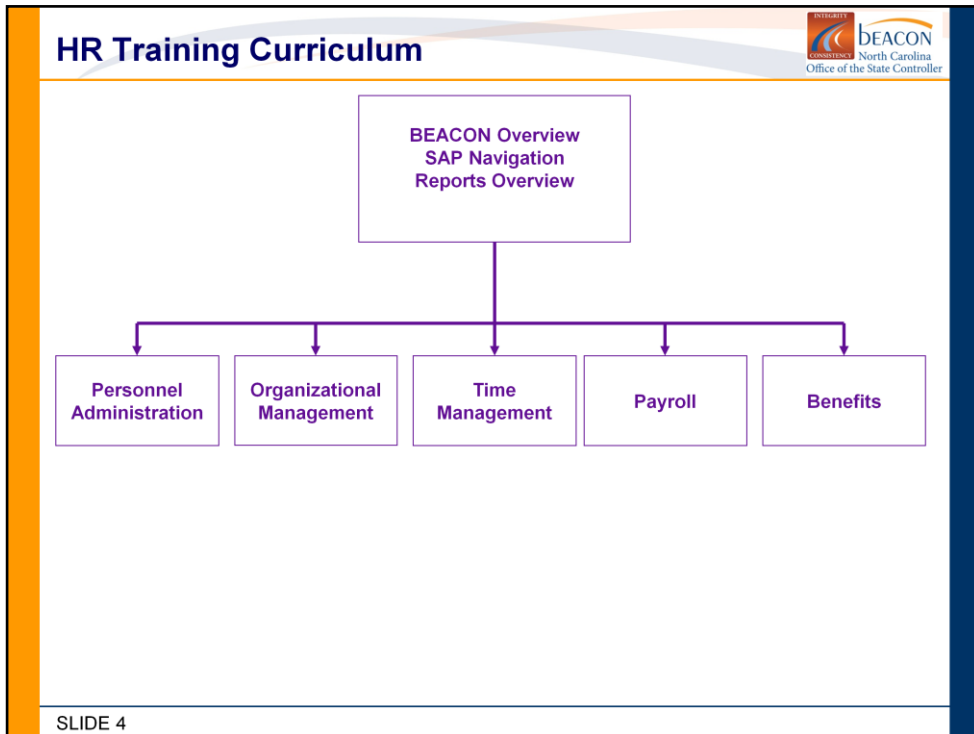 HR Training Curriculum
INTEGRITY
CONSISTENCY
bEACON
North Carolina
Office of the State Controller
BEACON Overview
SAP Navigation
Reports Overview
Personnel
Administration
Organizational
Management
Time
Management
Payroll
Benefits
SLIDE 4